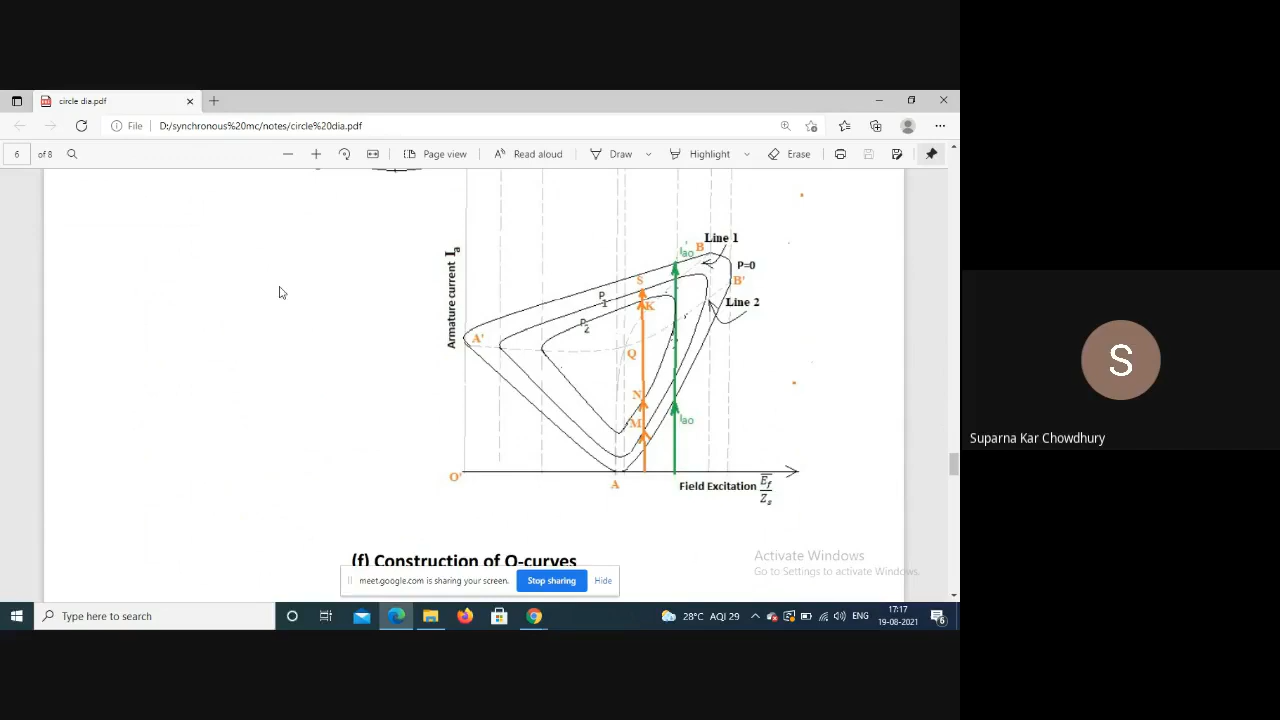 circle dia.pdf
File D:/synchronous%20mc/notes/circle%20dia.pdf
6 of 8 Page view Read aloud Draw Highlight Erase
Line 1
B
Iao'
P=0
B'
S
Armature current Ia
P1
K
Line 2
P2
A'
Q
N
M
Iao
O'
A
Field Excitation Ef/Zs
S
Suparna Kar Chowdhury
(f) Construction of O-curves
Activate Windows
Go to Settings to activate Windows.
meet.google.com is sharing your screen. Stop sharing Hide
Type here to search
28°C AQI 29
ENG
17:17
19-08-2021
6